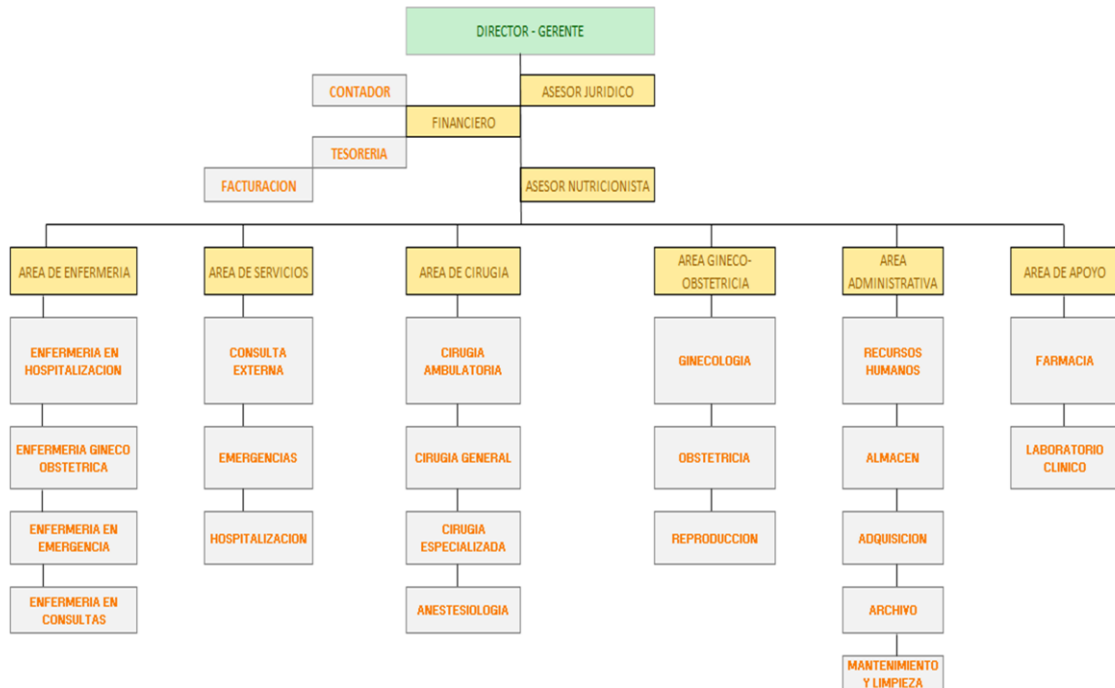 DIRECTOR - GERENTE
CONTADOR
ASESOR JURIDICO
FINANCIERO
TESORERIA
FACTURACION
ASESOR NUTRICIONISTA
AREA DE ENFERMERIA
AREA DE SERVICIOS
AREA DE CIRUGIA
AREA GINECO-
OBSTETRICIA
AREA
ADMINISTRATIVA
AREA DE APOYO
ENFERMERIA EN
HOSPITALIZACION
CONSULTA
EXTERNA
CIRUGIA
AMBULATORIA
GINECOLOGIA
RECURSOS
HUMANOS
FARMACIA
ENFERMERIA GINECO
OBSTETRICA
EMERGENCIAS
CIRUGIA GENERAL
OBSTETRICIA
ALMACEN
LABORATORIO
CLINICO
ENFERMERIA EN
EMERGENCIA
HOSPITALIZACION
CIRUGIA
ESPECIALIZADA
REPRODUCCION
ADQUISICION
ENFERMERIA EN
CONSULTAS
ANESTESIOLOGIA
ARCHIVO
MANTENIMIENTO
Y LIMPIEZA